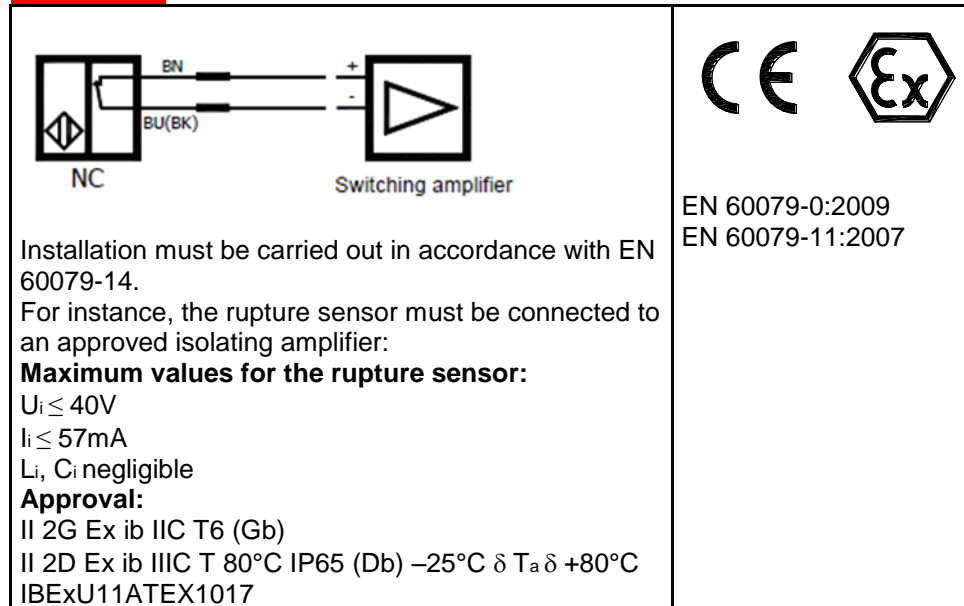 BN
+
-
BU(BK)
NC
Switching amplifier
Installation must be carried out in accordance with EN
60079-14.
For instance, the rupture sensor must be connected to
an approved isolating amplifier:
Maximum values for the rupture sensor:
Ui ≤ 40V
Ii ≤ 57mA
Li, Ci negligible
Approval:
II 2G Ex ib IIC T6 (Gb)
II 2D Ex ib IIIC T 80°C IP65 (Db) –25°C δ Ta δ +80°C
IBExU11ATEX1017
CE Ex
EN 60079-0:2009
EN 60079-11:2007